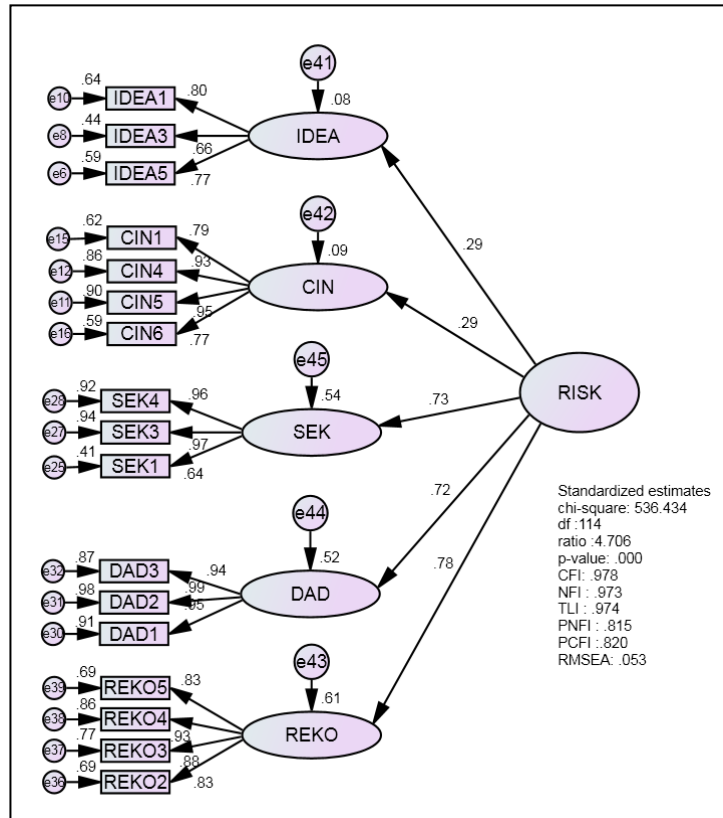 e41
.64
.80
.08
e10
IDEA1
IDEA
.44
e8
IDEA3
.66
.59
e6
IDEA5
.77
.29
e42
.62
.79
.09
e15
CIN1
.86
.93
e12
CIN4
CIN
.90
e11
CIN5
.95
.59
e16
CIN6
.77
.29
e45
.92
.96
.54
e28
SEK4
.94
e27
SEK3
SEK
.97
.41
e25
SEK1
.64
.73
RISK
e44
.87
.94
.52
e32
DAD3
.98
.99
e31
DAD2
DAD
.95
.91
e30
DAD1
.72
e43
.69
.83
.61
e39
REKO5
.86
e38
REKO4
REKO
.93
.77
e37
REKO3
.88
.69
e36
REKO2
.83
.78
Standardized estimates
chi-square: 536.434
df :114
ratio :4.706
p-value: .000
CFI: .978
NFI : .973
TLI : .974
PNFI : .815
PCFI :.820
RMSEA: .053